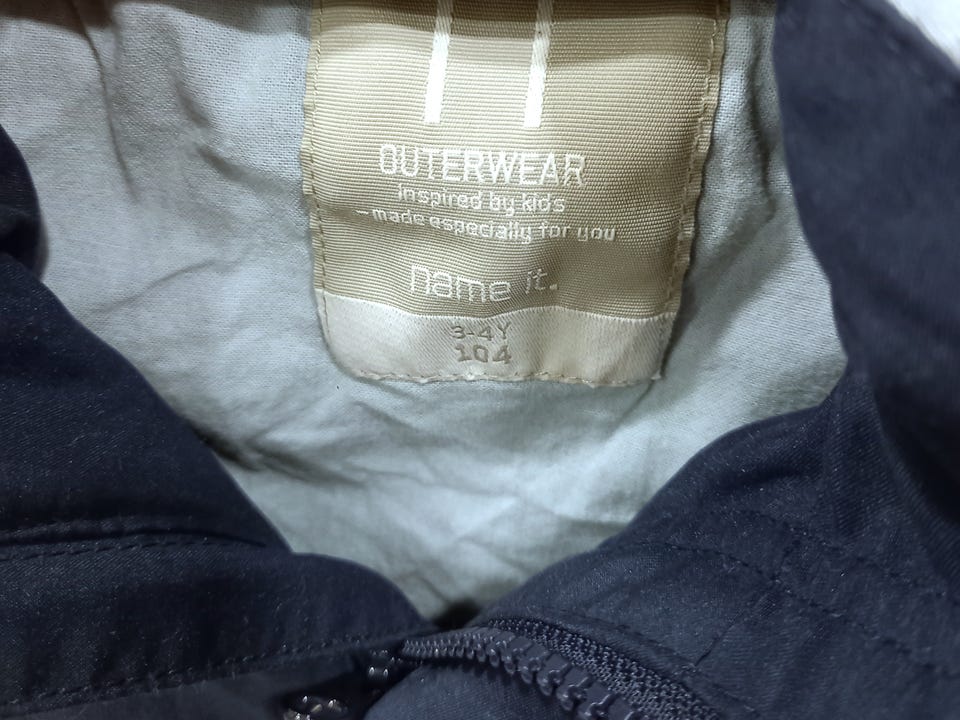 OUTERWEAR
inspired by kids
-made especially for you
name it.
3-4Y
104